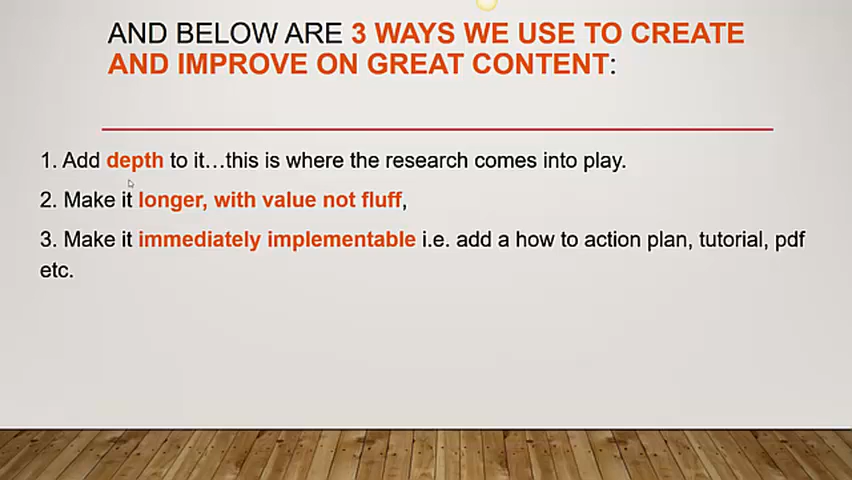 AND BELOW ARE 3 WAYS WE USE TO CREATE
AND IMPROVE ON GREAT CONTENT:
1. Add depth to it…this is where the research comes into play.
2. Make it longer, with value not fluff,
3. Make it immediately implementable i.e. add a how to action plan, tutorial, pdf
etc.